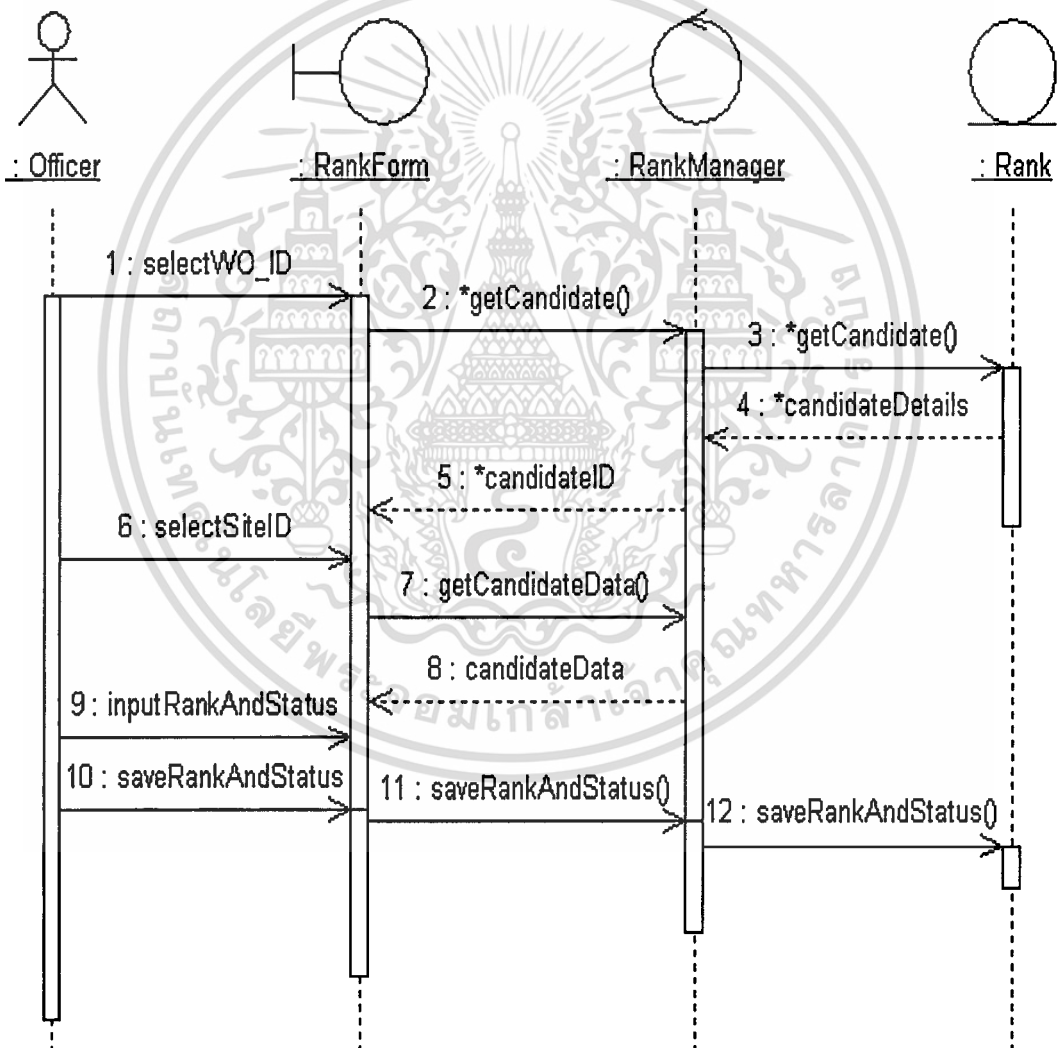 : Officer
: RankForm
: RankManager
: Rank
1 : selectWO_ID
2 : *getCandidate()
3 : *getCandidate()
4 : *candidateDetails
5 : *candidateID
6 : selectSiteID
7 : getCandidateData()
8 : candidateData
9 : inputRankAndStatus
10 : saveRankAndStatus
11 : saveRankAndStatus()
12 : saveRankAndStatus()